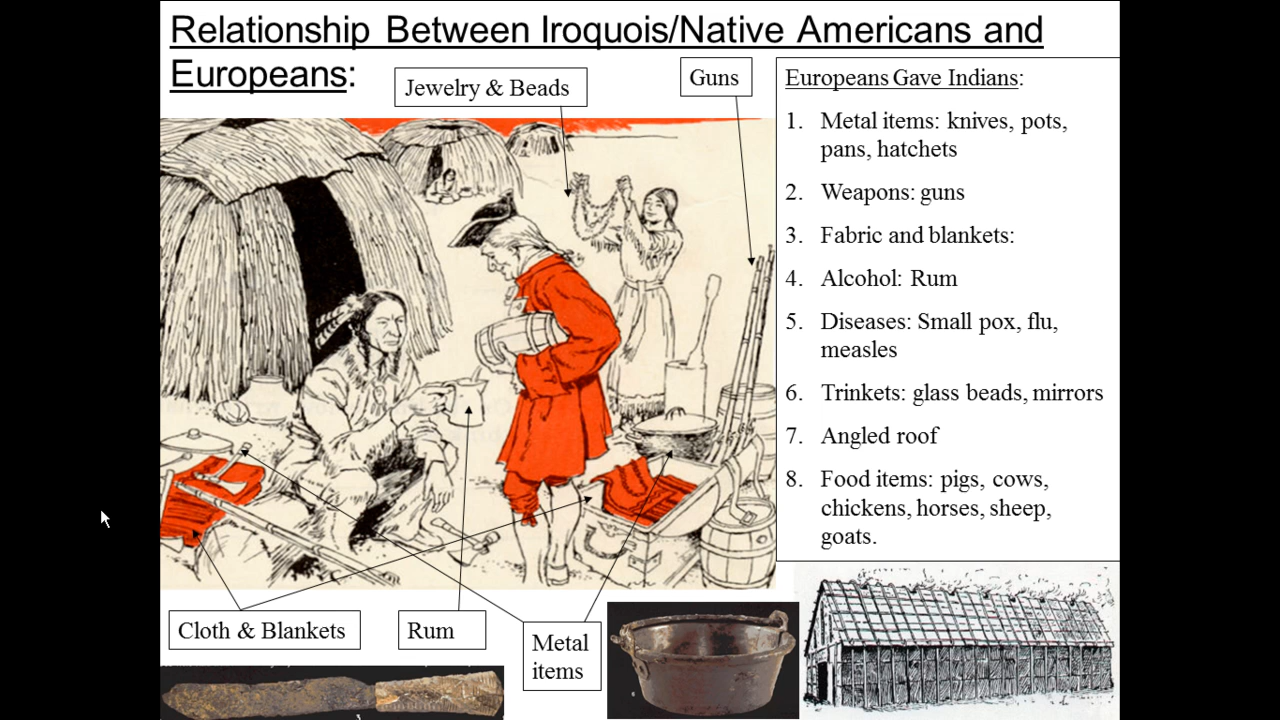 Relationship Between Iroquois/Native Americans and
Europeans:
Jewelry & Beads
Guns
Europeans Gave Indians:
1. Metal items: knives, pots,
pans, hatchets
2. Weapons: guns
3. Fabric and blankets:
4. Alcohol: Rum
5. Diseases: Small pox, flu,
measles
6. Trinkets: glass beads, mirrors
7. Angled roof
8. Food items: pigs, cows,
chickens, horses, sheep,
goats.
Cloth & Blankets
Rum
Metal
items